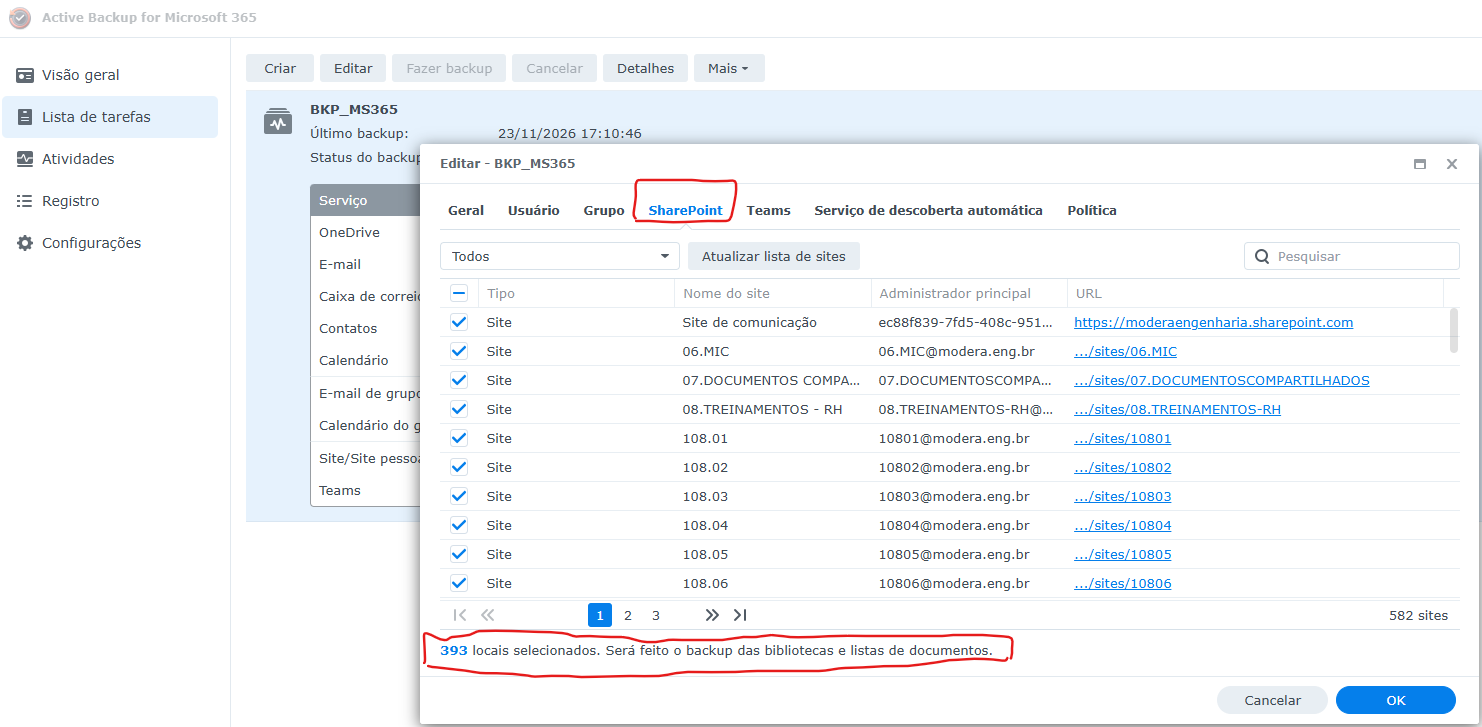 Active Backup for Microsoft 365
Visão geral
Lista de tarefas
Atividades
Registro
Configurações
Criar Editar Fazer backup Cancelar Detalhes Mais
BKP_MS365
Último backup: 23/11/2026 17:10:46
Status do backup
Serviço
OneDrive
E-mail
Caixa de correio
Contatos
Calendário
E-mail de grupo
Calendário do g
Site/Site pessoa
Teams
Editar - BKP_MS365
Geral Usuário Grupo SharePoint Teams Serviço de descoberta automática Política
Todos Atualizar lista de sites Pesquisar
Tipo Nome do site Administrador principal URL
Site Site de comunicação ec88f839-7fd5-408c-951... https://moderaengenharia.sharepoint.com
Site 06.MIC 06.MIC@modera.eng.br .../sites/06.MIC
Site 07.DOCUMENTOS COMPA... 07.DOCUMENTOSCOMPA... .../sites/07.DOCUMENTOSCOMPARTILHADOS
Site 08.TREINAMENTOS - RH 08.TREINAMENTOS-RH@... .../sites/08.TREINAMENTOS-RH
Site 108.01 10801@modera.eng.br .../sites/10801
Site 108.02 10802@modera.eng.br .../sites/10802
Site 108.03 10803@modera.eng.br .../sites/10803
Site 108.04 10804@modera.eng.br .../sites/10804
Site 108.05 10805@modera.eng.br .../sites/10805
Site 108.06 10806@modera.eng.br .../sites/10806
1 2 3 582 sites
393 locais selecionados. Será feito o backup das bibliotecas e listas de documentos.
Cancelar OK